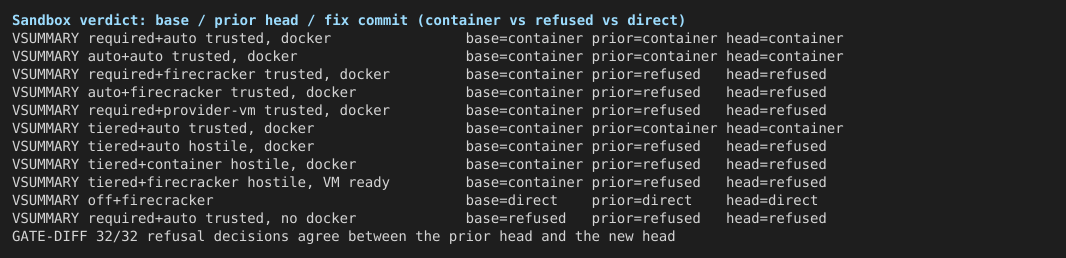 Sandbox verdict: base / prior head / fix commit (container vs refused vs direct)
VSUMMARY required+auto trusted, docker base=container prior=container head=container
VSUMMARY auto+auto trusted, docker base=container prior=container head=container
VSUMMARY required+firecracker trusted, docker base=container prior=refused head=refused
VSUMMARY auto+firecracker trusted, docker base=container prior=refused head=refused
VSUMMARY required+provider-vm trusted, docker base=container prior=refused head=refused
VSUMMARY tiered+auto trusted, docker base=container prior=container head=container
VSUMMARY tiered+auto hostile, docker base=container prior=refused head=refused
VSUMMARY tiered+container hostile, docker base=container prior=refused head=refused
VSUMMARY tiered+firecracker hostile, VM ready base=container prior=refused head=refused
VSUMMARY off+firecracker base=direct prior=direct head=direct
VSUMMARY required+auto trusted, no docker base=refused prior=refused head=refused
GATE-DIFF 32/32 refusal decisions agree between the prior head and the new head